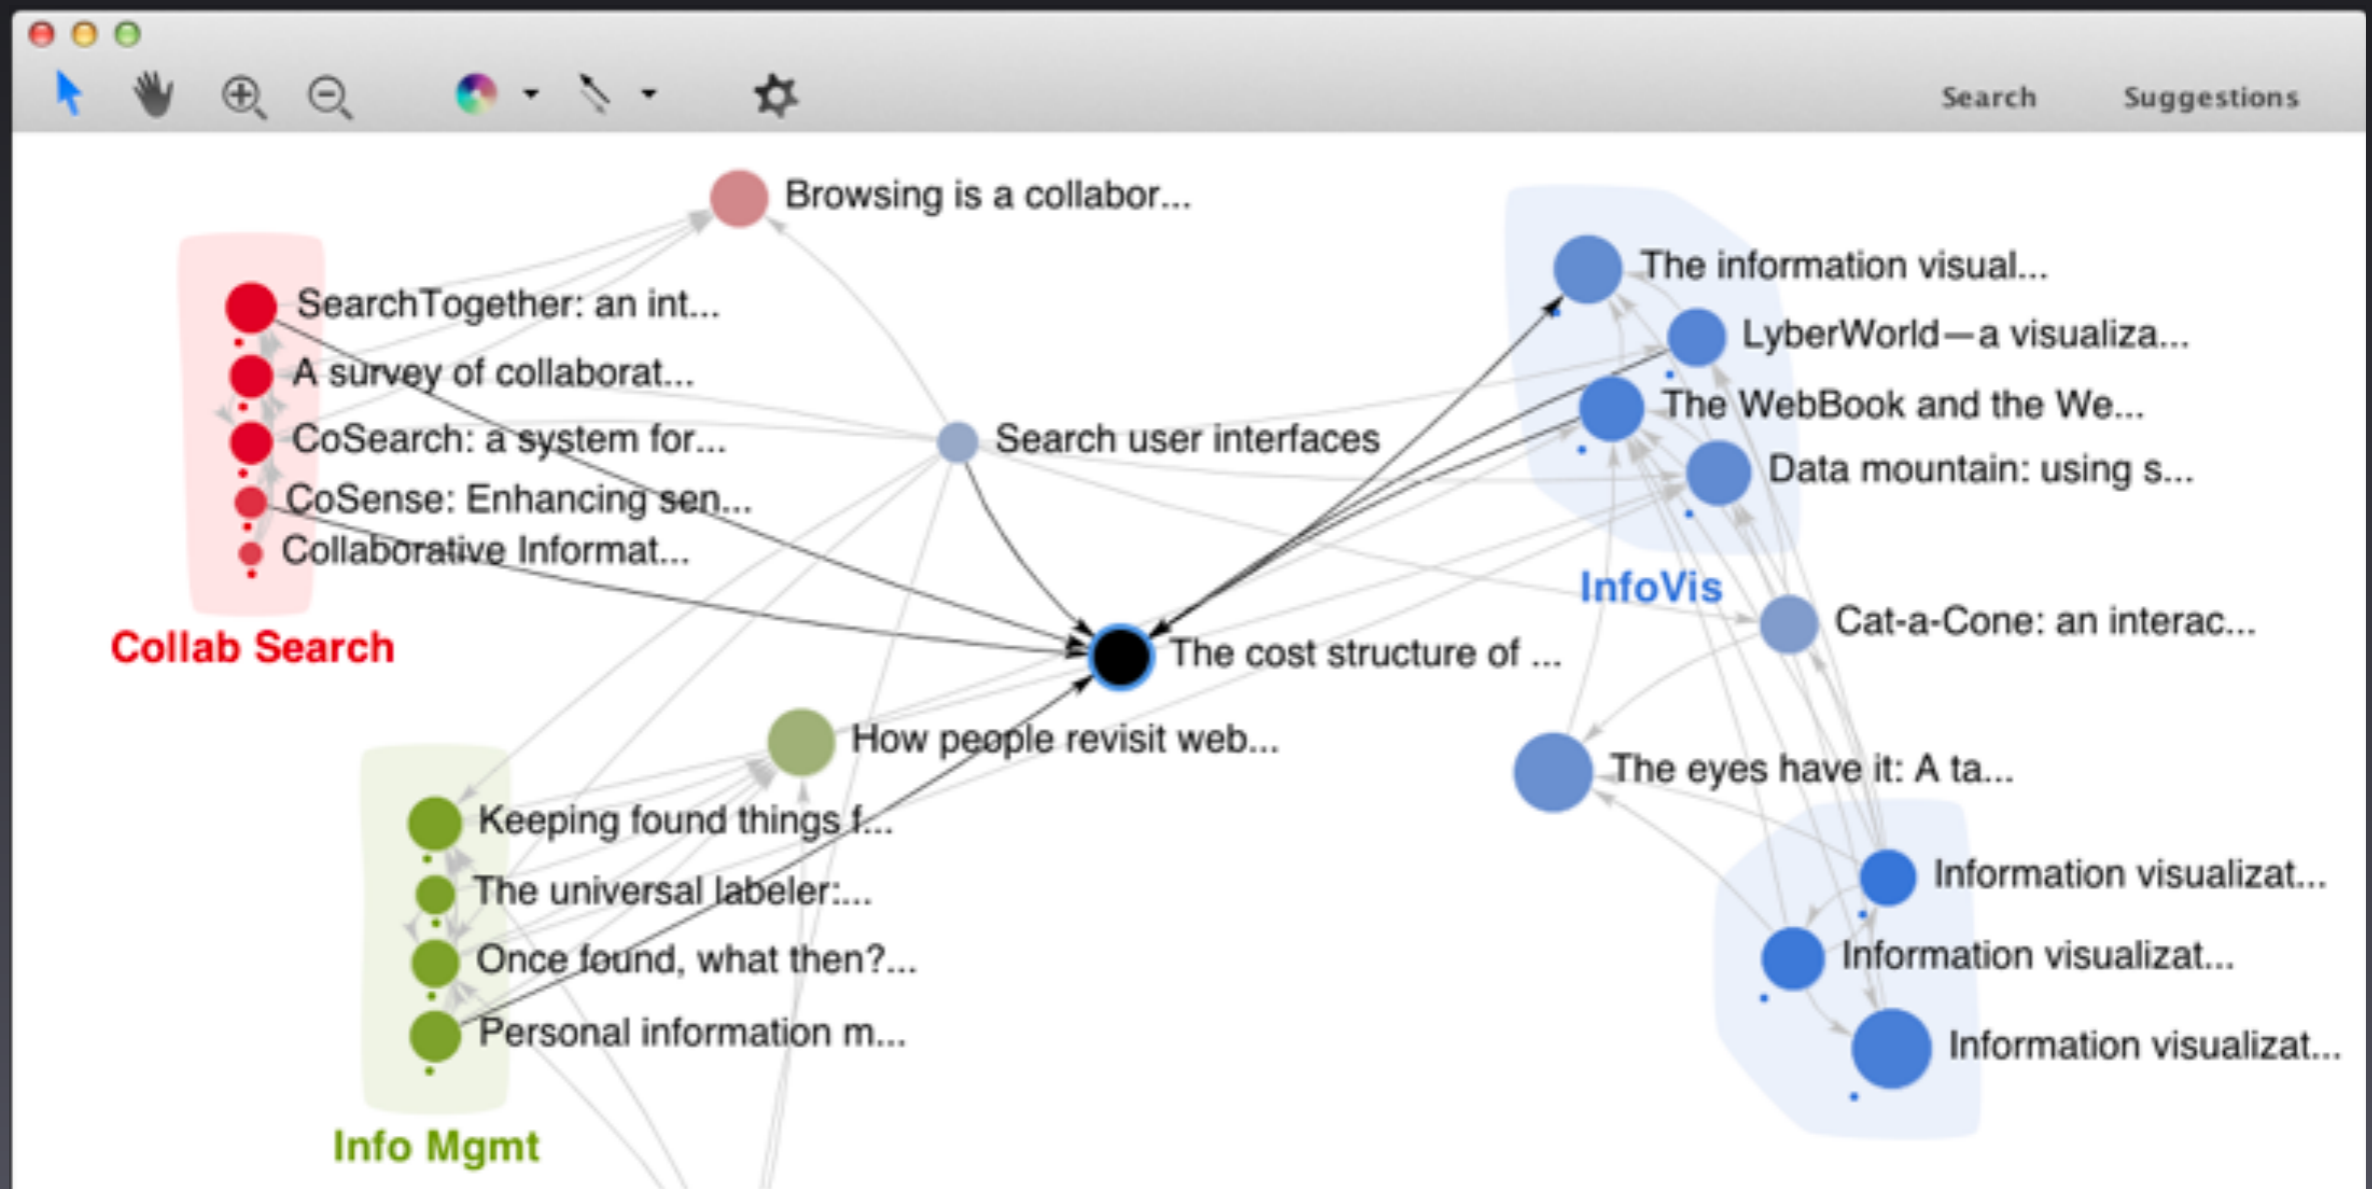 Search Suggestions
Browsing is a collabor...
SearchTogether: an int...
A survey of collaborat...
CoSearch: a system for...
CoSense: Enhancing sen...
Collaborative Informat...
Collab Search
Search user interfaces
The information visual...
LyberWorld—a visualiza...
The WebBook and the We...
Data mountain: using s...
InfoVis
Cat-a-Cone: an interac...
The cost structure of ...
How people revisit web...
The eyes have it: A ta...
Keeping found things f...
The universal labeler:...
Once found, what then?...
Personal information m...
Info Mgmt
Information visualizat...
Information visualizat...
Information visualizat...